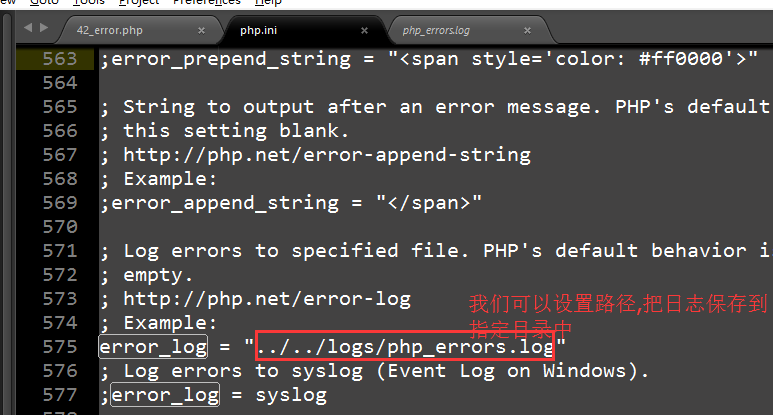 ew Goto Tools Project Preferences Help
42_error.php × php.ini × php_errors.log ×
563 ;error_prepend_string = "<span style='color: #ff0000'>"
564
565 ; String to output after an error message. PHP's default
566 ; this setting blank.
567 ; http://php.net/error-append-string
568 ; Example:
569 ;error_append_string = "</span>"
570
571 ; Log errors to specified file. PHP's default behavior i
572 ; empty.
573 ; http://php.net/error-log
我们可以设置路径,把日志保存到
574 ; Example:
指定目录中
575 error_log = "../../logs/php_errors.log"
576 ; Log errors to syslog (Event Log on Windows).
577 ;error_log = syslog